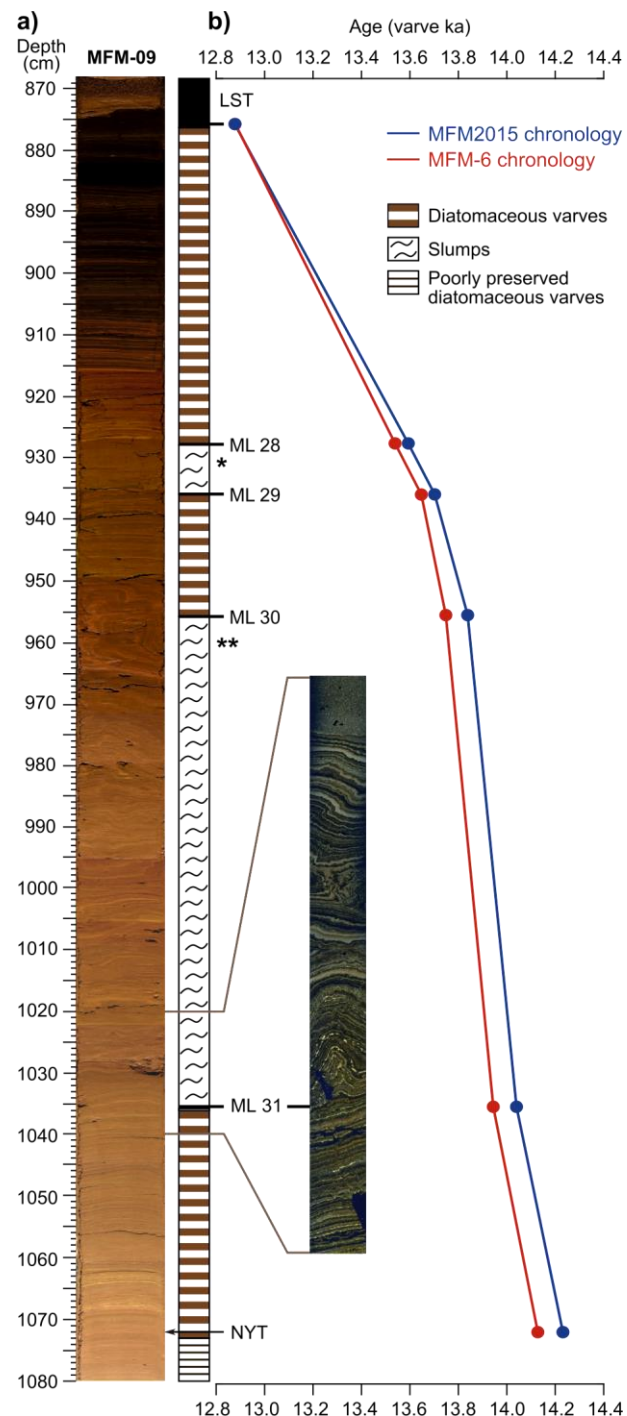 a)
Depth
(cm)
MFM-09
b)
Age (varve ka)
12.8 13.0 13.2 13.4 13.6 13.8 14.0 14.2 14.4
870
880
890
900
910
920
930
940
950
960
970
980
990
1000
1010
1020
1030
1040
1050
1060
1070
1080
LST
MFM2015 chronology
MFM-6 chronology
Diatomaceous varves
Slumps
Poorly preserved
diatomaceous varves
ML 28
*
ML 29
ML 30
**
ML 31
NYT
12.8 13.0 13.2 13.4 13.6 13.8 14.0 14.2 14.4